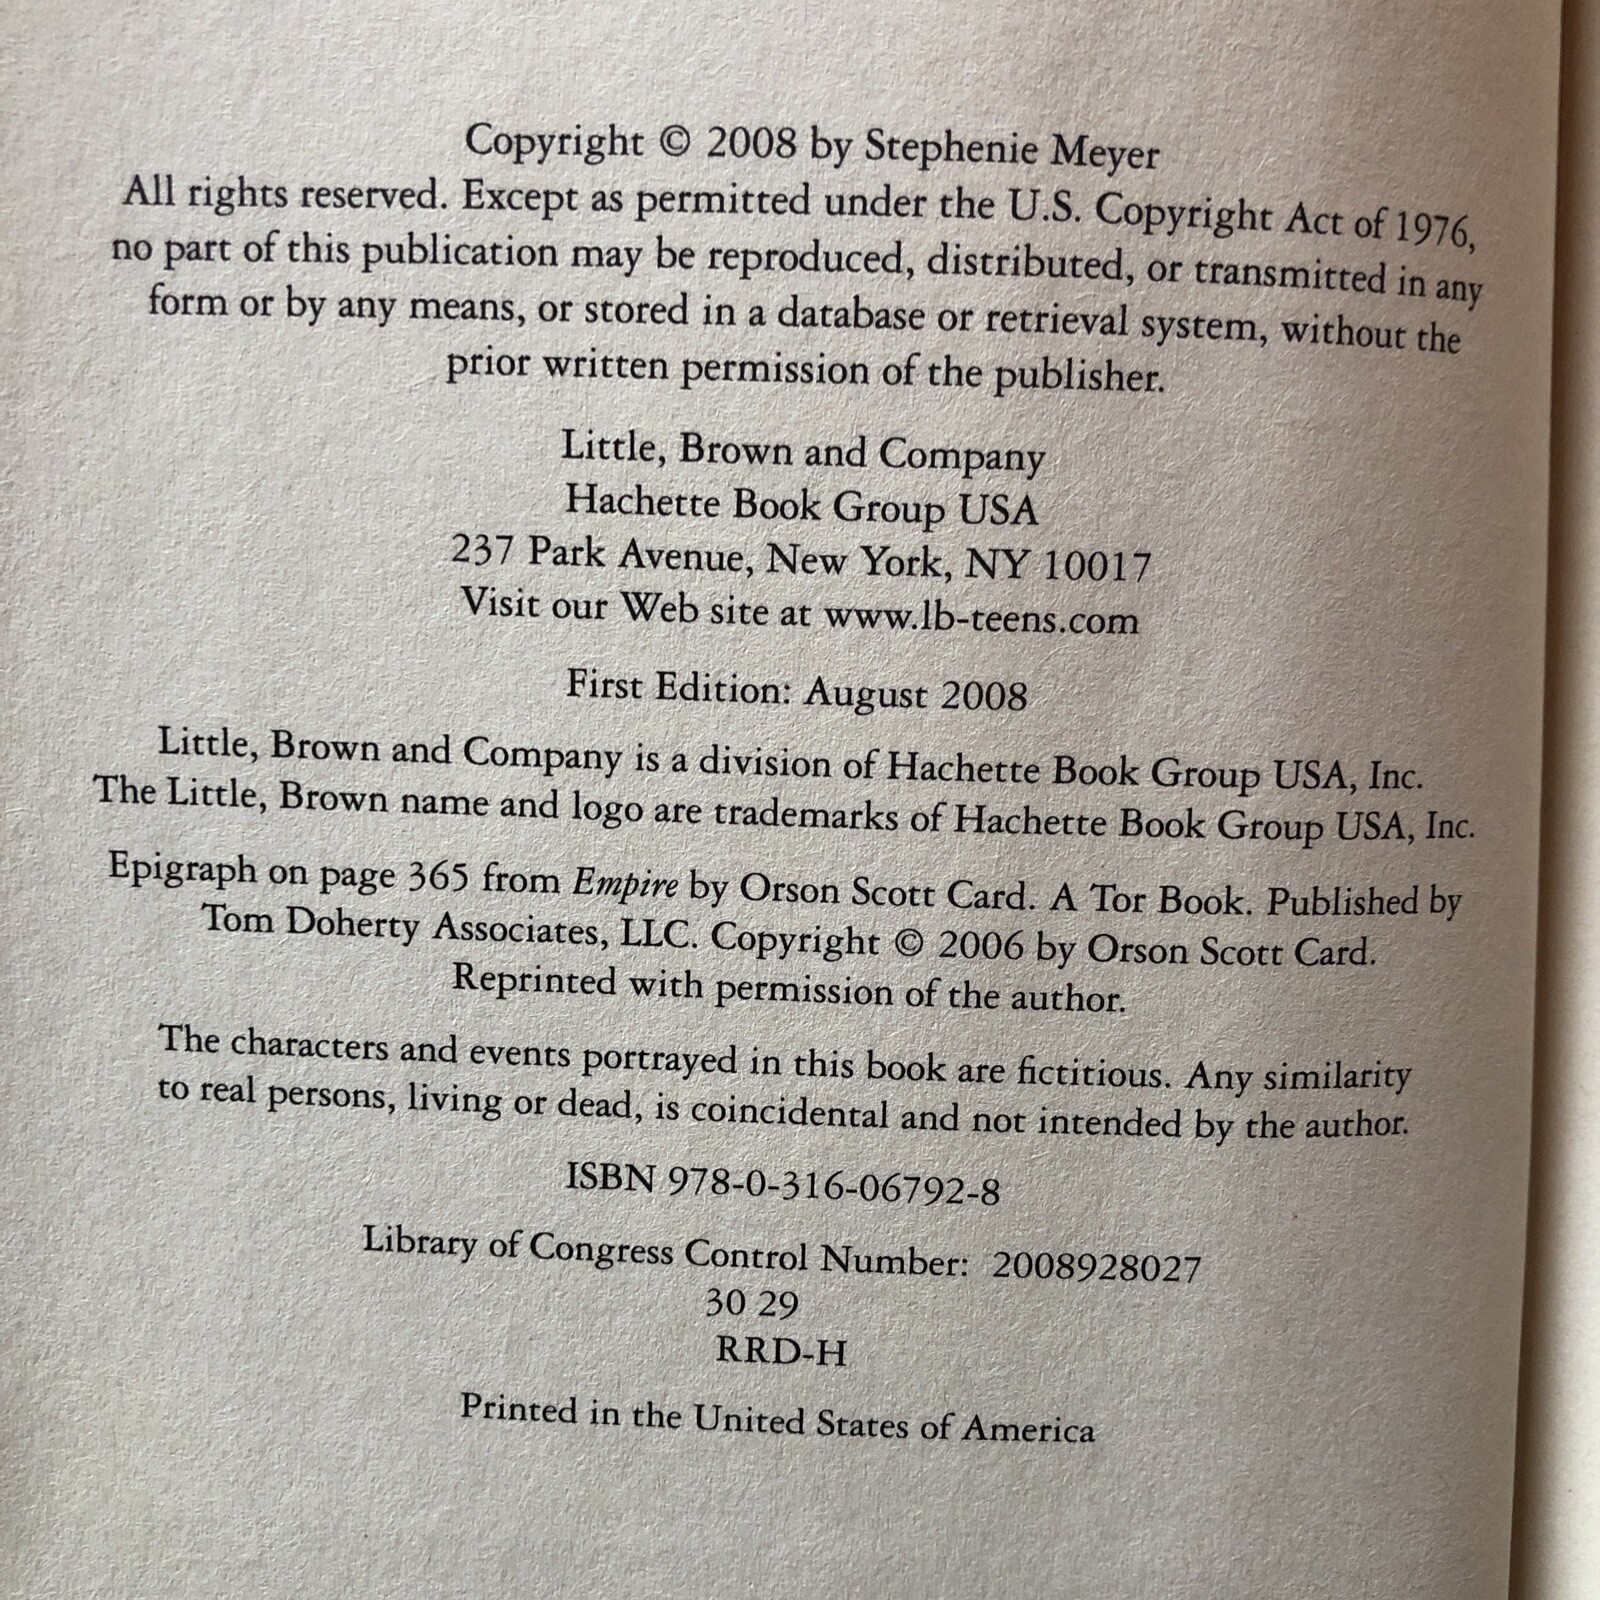 Copyright © 2008 by Stephenie Meyer
All rights reserved. Except as permitted under the U.S. Copyright Act of 1976,
no part of this publication may be reproduced, distributed, or transmitted in any
form or by any means, or stored in a database or retrieval system, without the
prior written permission of the publisher.
Little, Brown and Company
Hachette Book Group USA
237 Park Avenue, New York, NY 10017
Visit our Web site at www.lb-teens.com
First Edition: August 2008
Little, Brown and Company is a division of Hachette Book Group USA, Inc.
The Little, Brown name and logo are trademarks of Hachette Book Group USA, Inc.
Epigraph on page 365 from Empire by Orson Scott Card. A Tor Book. Published by
Tom Doherty Associates, LLC. Copyright © 2006 by Orson Scott Card.
Reprinted with permission of the author.
The characters and events portrayed in this book are fictitious. Any similarity
to real persons, living or dead, is coincidental and not intended by the author.
ISBN 978-0-316-06792-8
Library of Congress Control Number: 2008928027
30 29
RRD-H
Printed in the United States of America